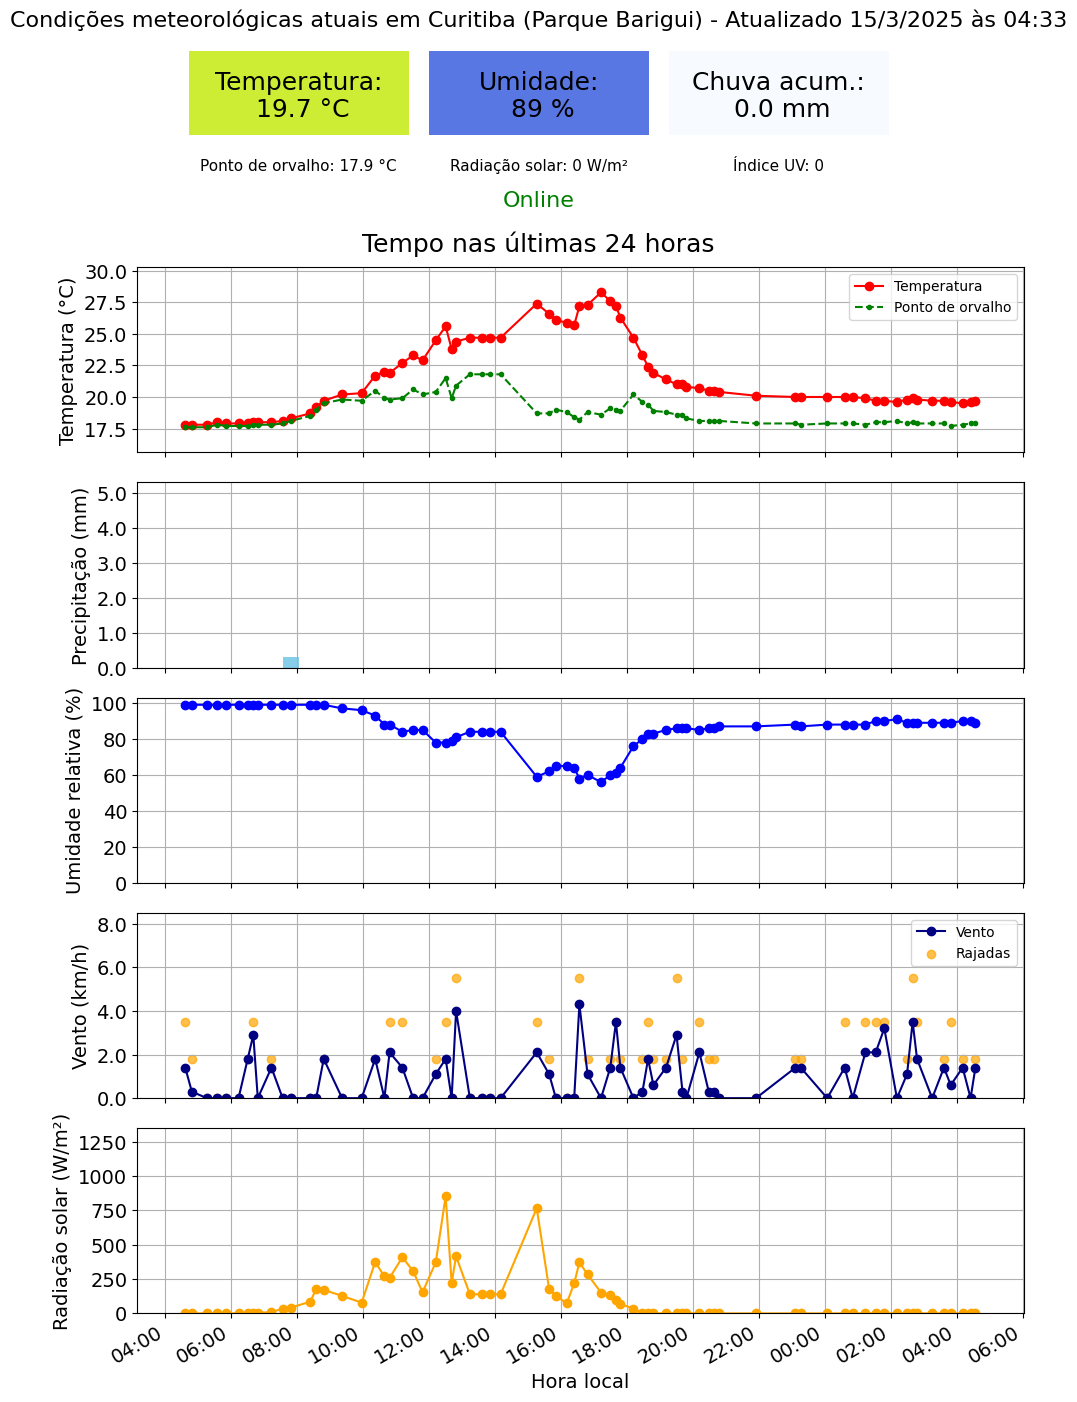 Condições meteorológicas atuais em Curitiba (Parque Barigui) - Atualizado 15/3/2025 às 04:33
Temperatura:
19.7 °C
Umidade:
89 %
Chuva acum.:
0.0 mm
Ponto de orvalho: 17.9 °C
Radiação solar: 0 W/m²
Índice UV: 0
Online
Tempo nas últimas 24 horas
Temperatura (°C)
30.0
27.5
25.0
22.5
20.0
17.5
Temperatura
Ponto de orvalho
Precipitação (mm)
5.0
4.0
3.0
2.0
1.0
0.0
Umidade relativa (%)
100
80
60
40
20
0
Vento (km/h)
8.0
6.0
4.0
2.0
0.0
Vento
Rajadas
Radiação solar (W/m²)
1250
1000
750
500
250
0
04:00
06:00
08:00
10:00
12:00
14:00
16:00
18:00
20:00
22:00
00:00
02:00
04:00
06:00
Hora local